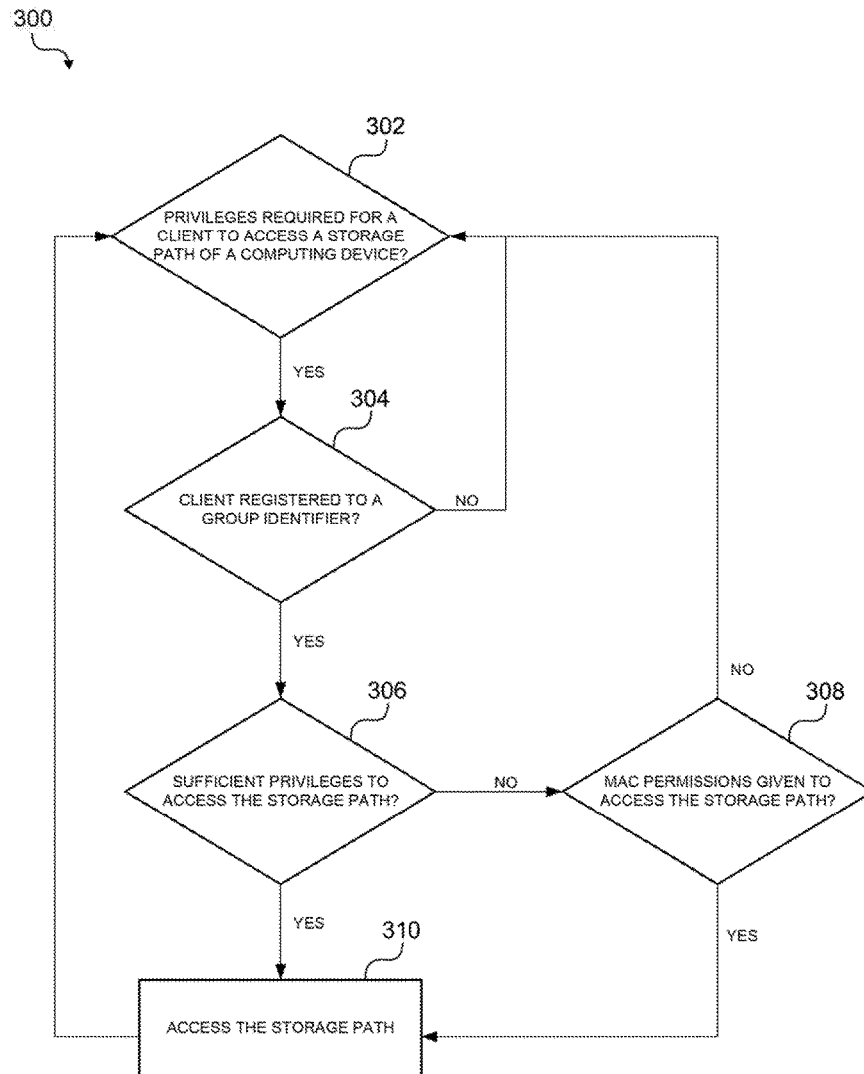 300
302
PRIVILEGES REQUIRED FOR A
CLIENT TO ACCESS A STORAGE
PATH OF A COMPUTING DEVICE?
YES
304
CLIENT REGISTERED TO A
GROUP IDENTIFIER?
NO
YES
306
SUFFICIENT PRIVILEGES TO
ACCESS THE STORAGE PATH?
NO
NO
308
MAC PERMISSIONS GIVEN TO
ACCESS THE STORAGE PATH?
YES
YES
310
ACCESS THE STORAGE PATH